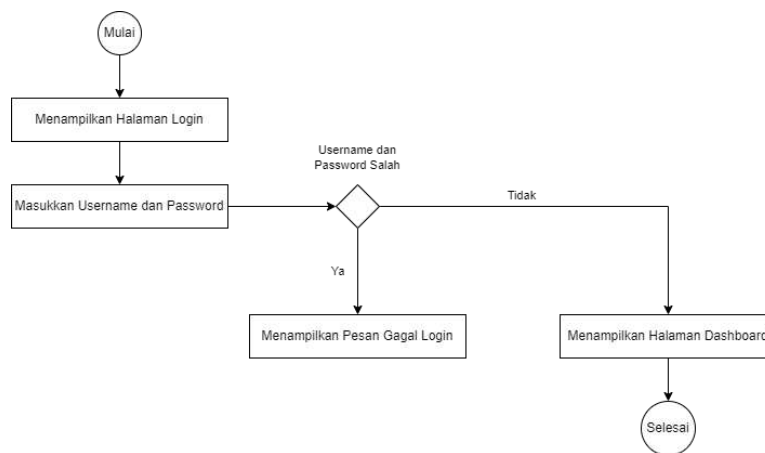 Mulai
Menampilkan Halaman Login
Username dan
Password Salah
Masukkan Username dan Password
Tidak
Ya
Menampilkan Pesan Gagal Login
Menampilkan Halaman Dashboard
Selesai